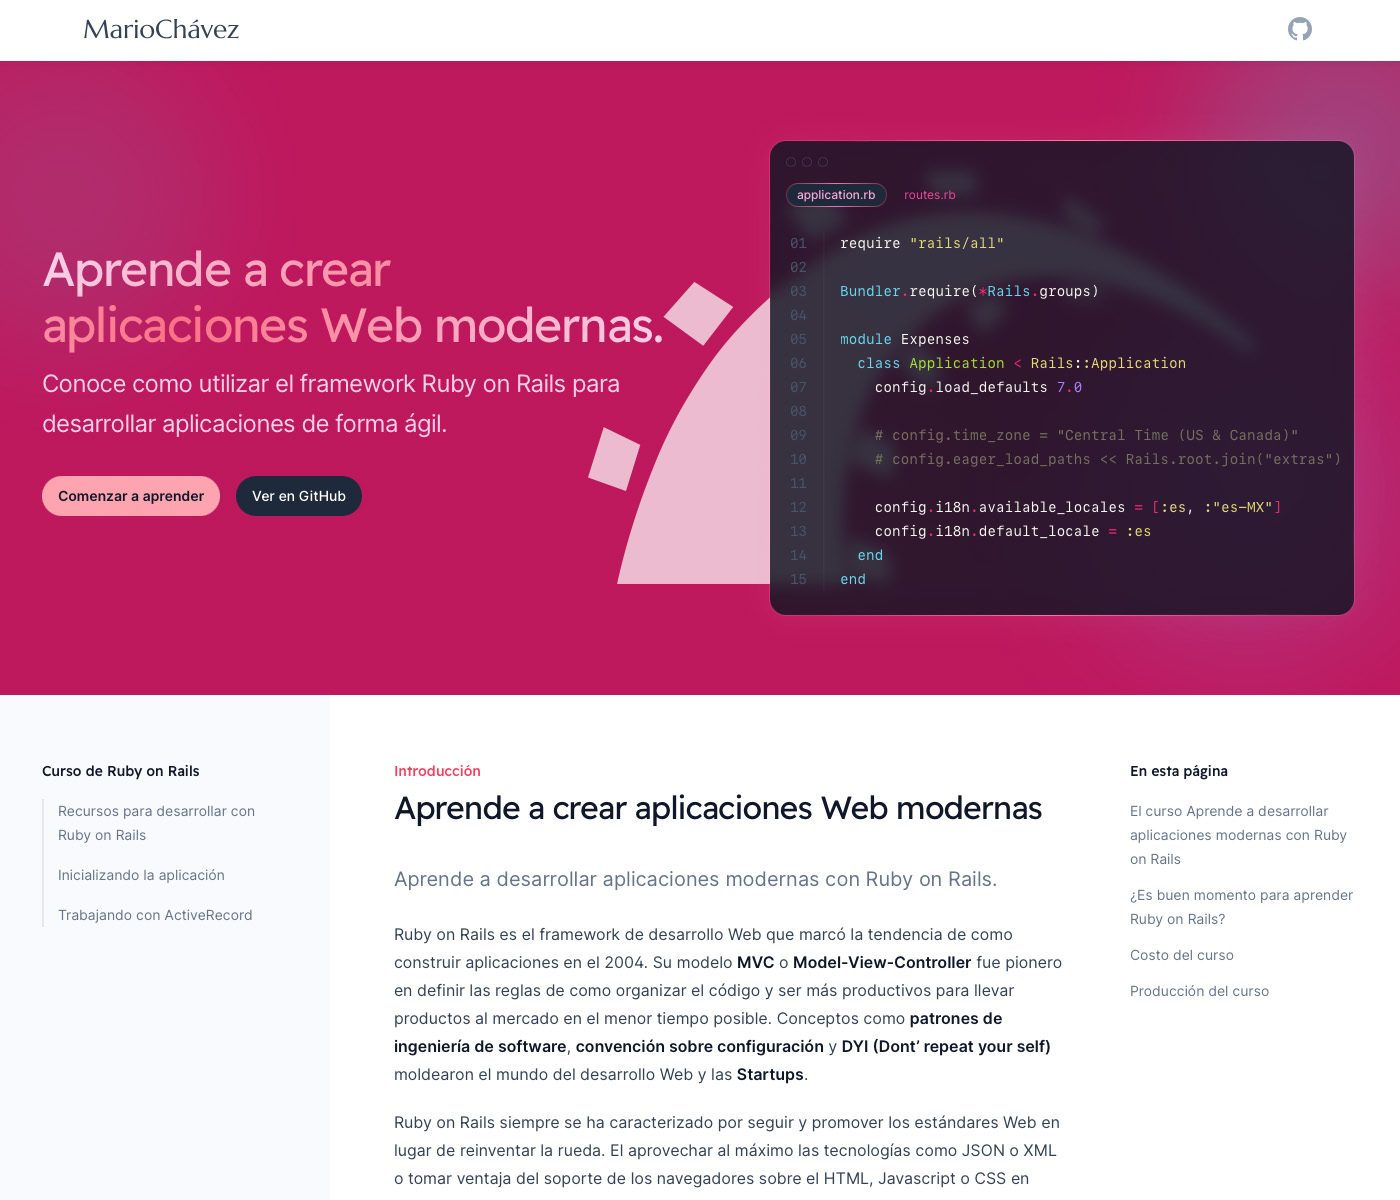 MarioChávez
Aprende a crear
aplicaciones Web modernas.
Conoce como utilizar el framework Ruby on Rails para
desarrollar aplicaciones de forma ágil.
Comenzar a aprender
Ver en GitHub
application.rb
routes.rb
01 require "rails/all"
02
03 Bundler.require(*Rails.groups)
04
05 module Expenses
06   class Application < Rails::Application
07     config.load_defaults 7.0
08
09     # config.time_zone = "Central Time (US & Canada)"
10     # config.eager_load_paths << Rails.root.join("extras")
11
12     config.i18n.available_locales = [:es, :"es-MX"]
13     config.i18n.default_locale = :es
14   end
15 end
Curso de Ruby on Rails
Recursos para desarrollar con
Ruby on Rails
Inicializando la aplicación
Trabajando con ActiveRecord
Introducción
Aprende a crear aplicaciones Web modernas
Aprende a desarrollar aplicaciones modernas con Ruby on Rails.
Ruby on Rails es el framework de desarrollo Web que marcó la tendencia de como
construir aplicaciones en el 2004. Su modelo MVC o Model-View-Controller fue pionero
en definir las reglas de como organizar el código y ser más productivos para llevar
productos al mercado en el menor tiempo posible. Conceptos como patrones de
ingeniería de software, convención sobre configuración y DYI (Dont’ repeat your self)
moldearon el mundo del desarrollo Web y las Startups.
Ruby on Rails siempre se ha caracterizado por seguir y promover los estándares Web en
lugar de reinventar la rueda. El aprovechar al máximo las tecnologías como JSON o XML
o tomar ventaja del soporte de los navegadores sobre el HTML, Javascript o CSS en
En esta página
El curso Aprende a desarrollar
aplicaciones modernas con Ruby
on Rails
¿Es buen momento para aprender
Ruby on Rails?
Costo del curso
Producción del curso